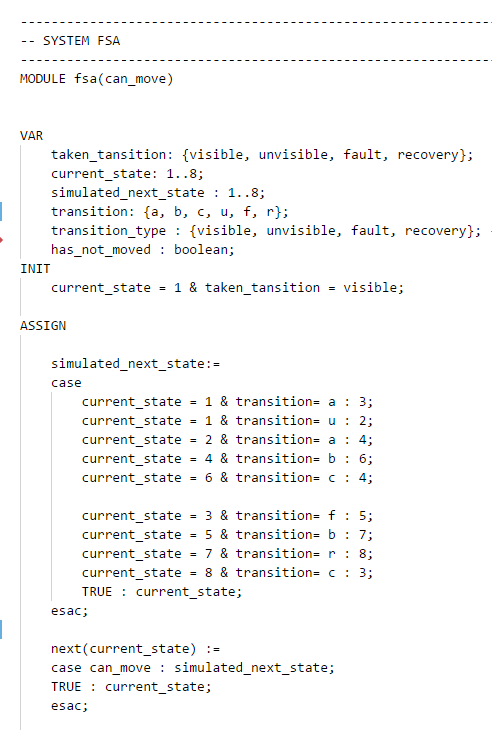 -------------------------------------------------------------
-- SYSTEM FSA
-------------------------------------------------------------
MODULE fsa(can_move)
VAR
taken_tansition: {visible, unvisible, fault, recovery};
current_state: 1..8;
simulated_next_state : 1..8;
transition: {a, b, c, u, f, r};
transition_type : {visible, unvisible, fault, recovery}; -
has_not_moved : boolean;
INIT
current_state = 1 & taken_tansition = visible;
ASSIGN
simulated_next_state:=
case
current_state = 1 & transition= a : 3;
current_state = 1 & transition= u : 2;
current_state = 2 & transition= a : 4;
current_state = 4 & transition= b : 6;
current_state = 6 & transition= c : 4;
current_state = 3 & transition= f : 5;
current_state = 5 & transition= b : 7;
current_state = 7 & transition= r : 8;
current_state = 8 & transition= c : 3;
TRUE : current_state;
esac;
next(current_state) :=
case can_move : simulated_next_state;
TRUE : current_state;
esac;